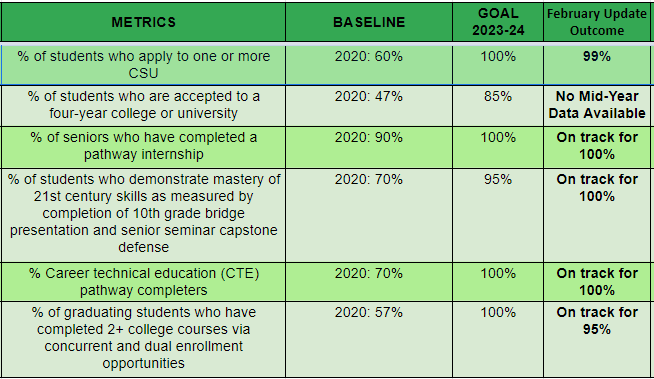 METRICS
BASELINE
GOAL
2023-24
February Update
Outcome
% of students who apply to one or more
CSU
2020: 60%
100%
99%
% of students who are accepted to a
four-year college or university
2020: 47%
85%
No Mid-Year
Data Available
% of seniors who have completed a
pathway internship
2020: 90%
100%
On track for
100%
% of students who demonstrate mastery of
21st century skills as measured by
completion of 10th grade bridge
presentation and senior seminar capstone
defense
2020: 70%
95%
On track for
100%
% Career technical education (CTE)
pathway completers
2020: 70%
100%
On track for
100%
% of graduating students who have
completed 2+ college courses via
concurrent and dual enrollment
opportunities
2020: 57%
100%
On track for
95%